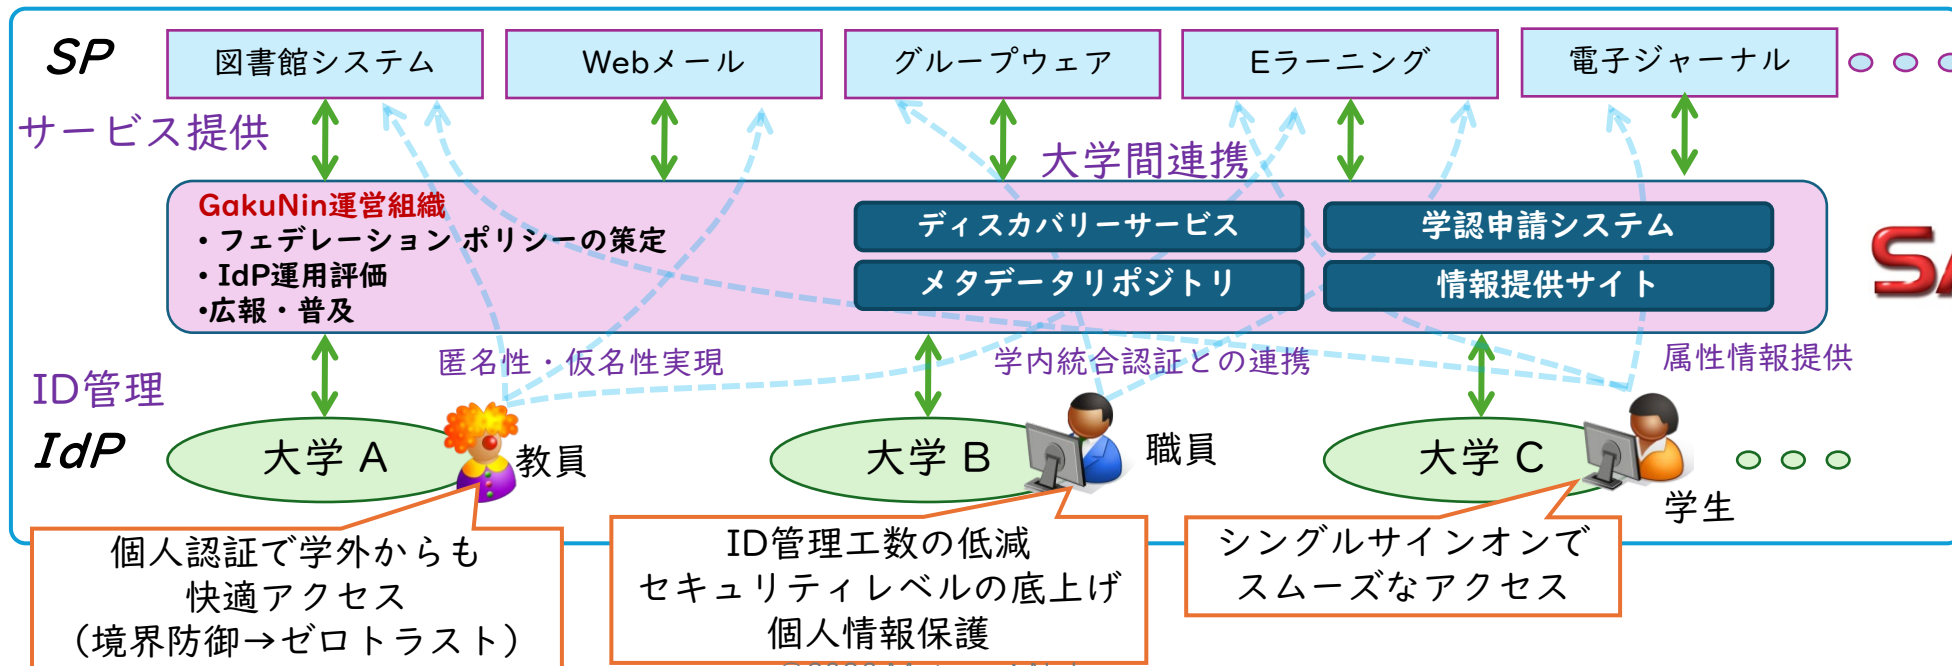 SP
図書館システム
Webメール
グループウェア
Eラーニング
電子ジャーナル
サービス提供
大学間連携
GakuNin運営組織
・フェデレーション ポリシーの策定
・IdP運用評価
・広報・普及
ディスカバリーサービス
学認申請システム
メタデータリポジトリ
情報提供サイト
匿名性・仮名性実現
学内統合認証との連携
属性情報提供
ID管理
IdP
大学 A
教員
大学 B
職員
大学 C
学生
個人認証で学外からも
快適アクセス
（境界防御→ゼロトラスト）
ID管理工数の低減
セキュリティレベルの底上げ
個人情報保護
シングルサインオンで
スムーズなアクセス